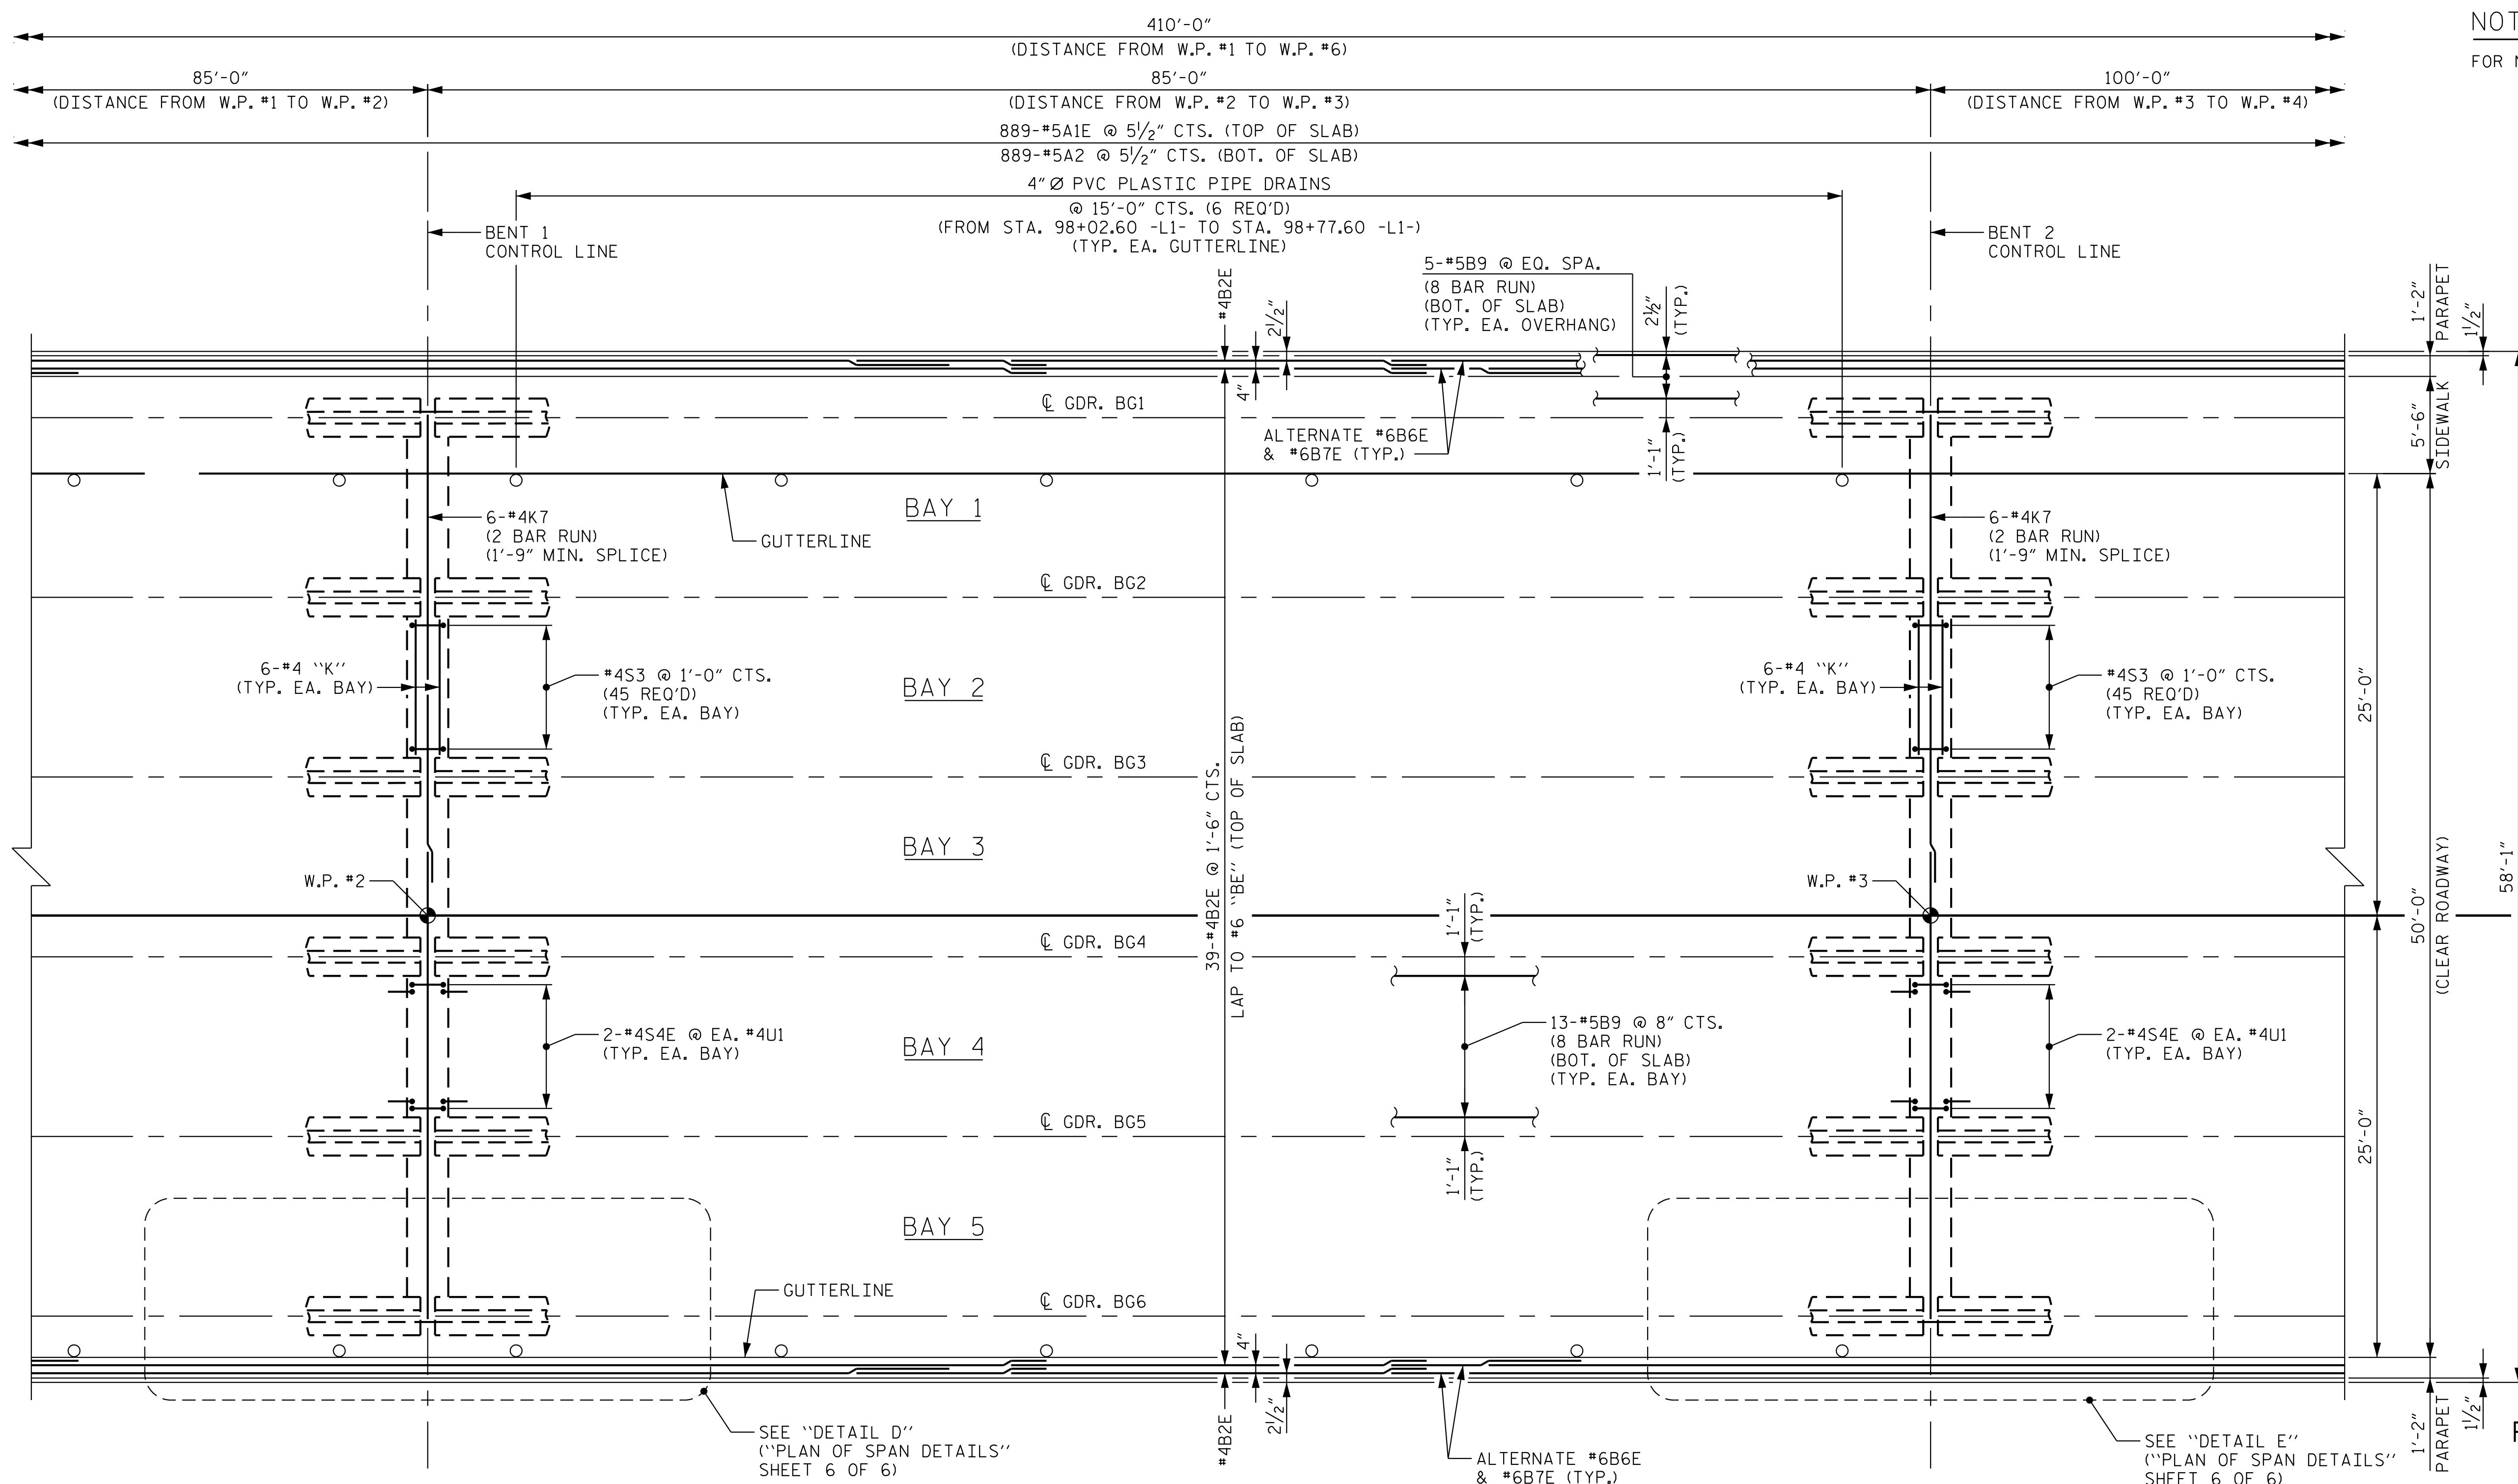 410'-0"
(DISTANCE FROM W.P. #1 TO W.P. #6)
NOT
FOR N
85'-0"
(DISTANCE FROM W.P. #1 TO W.P. #2)
85'-0"
(DISTANCE FROM W.P. #2 TO W.P. #3)
100'-0"
(DISTANCE FROM W.P. #3 TO W.P. #4)
889-#5A1E @ 5½" CTS. (TOP OF SLAB)
889-#5A2 @ 5½" CTS. (BOT. OF SLAB)
4" Ø PVC PLASTIC PIPE DRAINS
@ 15'-0" CTS. (6 REQ'D)
(FROM STA. 98+02.60 -L1- TO STA. 98+77.60 -L1-)
(TYP. EA. GUTTERLINE)
BENT 1
CONTROL LINE
BENT 2
CONTROL LINE
#4B2E
2½"
4"
5-#5B9 @ EQ. SPA.
(8 BAR RUN)
(BOT. OF SLAB)
(TYP. EA. OVERHANG)
2½"
(TYP.)
1'-2"
PARAPET
1½"
5'-6"
SIDEWALK
℄ GDR. BG1
ALTERNATE #6B6E
& #6B7E (TYP.)
1'-1"
(TYP.)
BAY 1
6-#4K7
(2 BAR RUN)
(1'-9" MIN. SPLICE)
GUTTERLINE
6-#4K7
(2 BAR RUN)
(1'-9" MIN. SPLICE)
℄ GDR. BG2
6-#4 ``K''
(TYP. EA. BAY)
#4S3 @ 1'-0" CTS.
(45 REQ'D)
(TYP. EA. BAY)
BAY 2
6-#4 ``K''
(TYP. EA. BAY)
#4S3 @ 1'-0" CTS.
(45 REQ'D)
(TYP. EA. BAY)
25'-0"
℄ GDR. BG3
39-#4B2E @ 1'-6" CTS.
LAP TO #6 ``BE'' (TOP OF SLAB)
BAY 3
W.P. #2
W.P. #3
50'-0"
(CLEAR ROADWAY)
58'-1"
1'-1"
(TYP.)
℄ GDR. BG4
2-#4S4E @ EA. #4U1
(TYP. EA. BAY)
BAY 4
13-#5B9 @ 8" CTS.
(8 BAR RUN)
(BOT. OF SLAB)
(TYP. EA. BAY)
2-#4S4E @ EA. #4U1
(TYP. EA. BAY)
25'-0"
℄ GDR. BG5
1'-1"
(TYP.)
BAY 5
GUTTERLINE
℄ GDR. BG6
4"
#4B2E
2½"
SEE ``DETAIL D''
(``PLAN OF SPAN DETAILS''
SHEET 6 OF 6)
ALTERNATE #6B6E
& #6B7E (TYP.)
SEE ``DETAIL E''
(``PLAN OF SPAN DETAILS''
SHEET 6 OF 6)
1'-2"
PARAPET
1½"